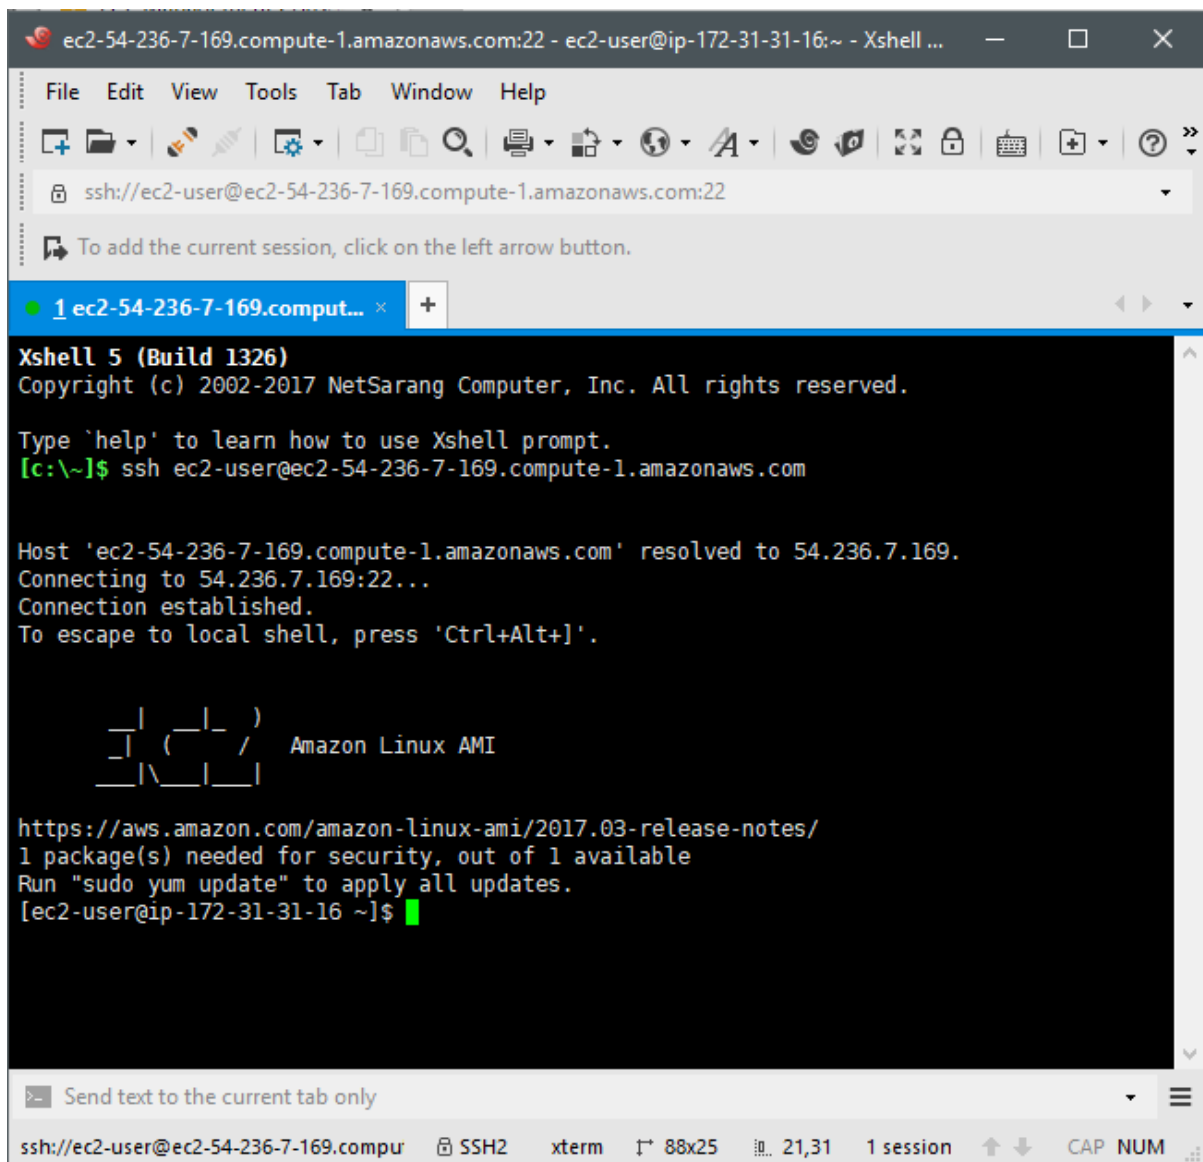 ec2-54-236-7-169.compute-1.amazonaws.com:22 - ec2-user@ip-172-31-31-16:~ - Xshell ...
File Edit View Tools Tab Window Help
ssh://ec2-user@ec2-54-236-7-169.compute-1.amazonaws.com:22
To add the current session, click on the left arrow button.
1 ec2-54-236-7-169.comput... × +
Xshell 5 (Build 1326)
Copyright (c) 2002-2017 NetSarang Computer, Inc. All rights reserved.
Type `help' to learn how to use Xshell prompt.
[c:\~]$ ssh ec2-user@ec2-54-236-7-169.compute-1.amazonaws.com
Host 'ec2-54-236-7-169.compute-1.amazonaws.com' resolved to 54.236.7.169.
Connecting to 54.236.7.169:22...
Connection established.
To escape to local shell, press 'Ctrl+Alt+]'.
       __|  __|_  )
       _|  (     /   Amazon Linux AMI
      ___|\___|___|
https://aws.amazon.com/amazon-linux-ami/2017.03-release-notes/
1 package(s) needed for security, out of 1 available
Run "sudo yum update" to apply all updates.
[ec2-user@ip-172-31-31-16 ~]$
Send text to the current tab only
ssh://ec2-user@ec2-54-236-7-169.compu SSH2 xterm 88x25 21,31 1 session CAP NUM